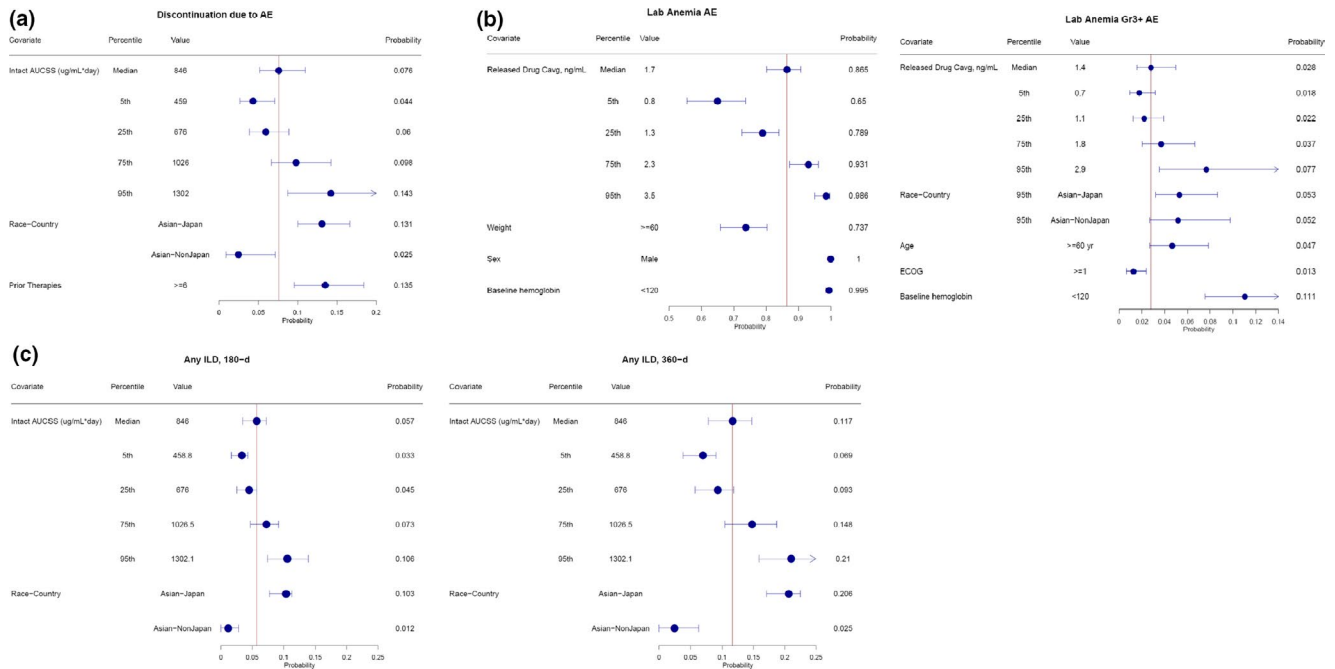 (a)
Discontinuation due to AE
Covariate Percentile Value Probability
Intact AUCSS (ug/mL*day) Median 846 0.076
5th 459 0.044
25th 676 0.06
75th 1026 0.098
95th 1302 0.143
Race-Country Asian-Japan 0.131
Asian-NonJapan 0.025
Prior Therapies >=6 0.135
0 0.05 0.1 0.15 0.2
Probability
(b)
Lab Anemia AE
Covariate Percentile Value Probability
Released Drug Cavg, ng/mL Median 1.7 0.865
5th 0.8 0.65
25th 1.3 0.789
75th 2.3 0.931
95th 3.5 0.986
Weight >=60 0.737
Sex Male 1
Baseline hemoglobin <120 0.995
0.5 0.6 0.7 0.8 0.9 1
Probability
Lab Anemia Gr3+ AE
Covariate Percentile Value Probability
Released Drug Cavg, ng/mL Median 1.4 0.028
5th 0.7 0.018
25th 1.1 0.022
75th 1.8 0.037
95th 2.9 0.077
Race-Country 95th Asian-Japan 0.053
95th Asian-NonJapan 0.052
Age >=60 yr 0.047
ECOG >=1 0.013
Baseline hemoglobin <120 0.111
0 0.02 0.04 0.06 0.08 0.1 0.12 0.14
Probability
(c)
Any ILD, 180-d
Covariate Percentile Value Probability
Intact AUCSS (ug/mL*day) Median 846 0.057
5th 458.8 0.033
25th 676 0.045
75th 1026.5 0.073
95th 1302.1 0.106
Race-Country Asian-Japan 0.103
Asian-NonJapan 0.012
0 0.05 0.1 0.15 0.2 0.25
Probability
Any ILD, 360-d
Covariate Percentile Value Probability
Intact AUCSS (ug/mL*day) Median 846 0.117
5th 458.8 0.069
25th 676 0.093
75th 1026.5 0.148
95th 1302.1 0.21
Race-Country Asian-Japan 0.206
Asian-NonJapan 0.025
0 0.05 0.1 0.15 0.2 0.25
Probability